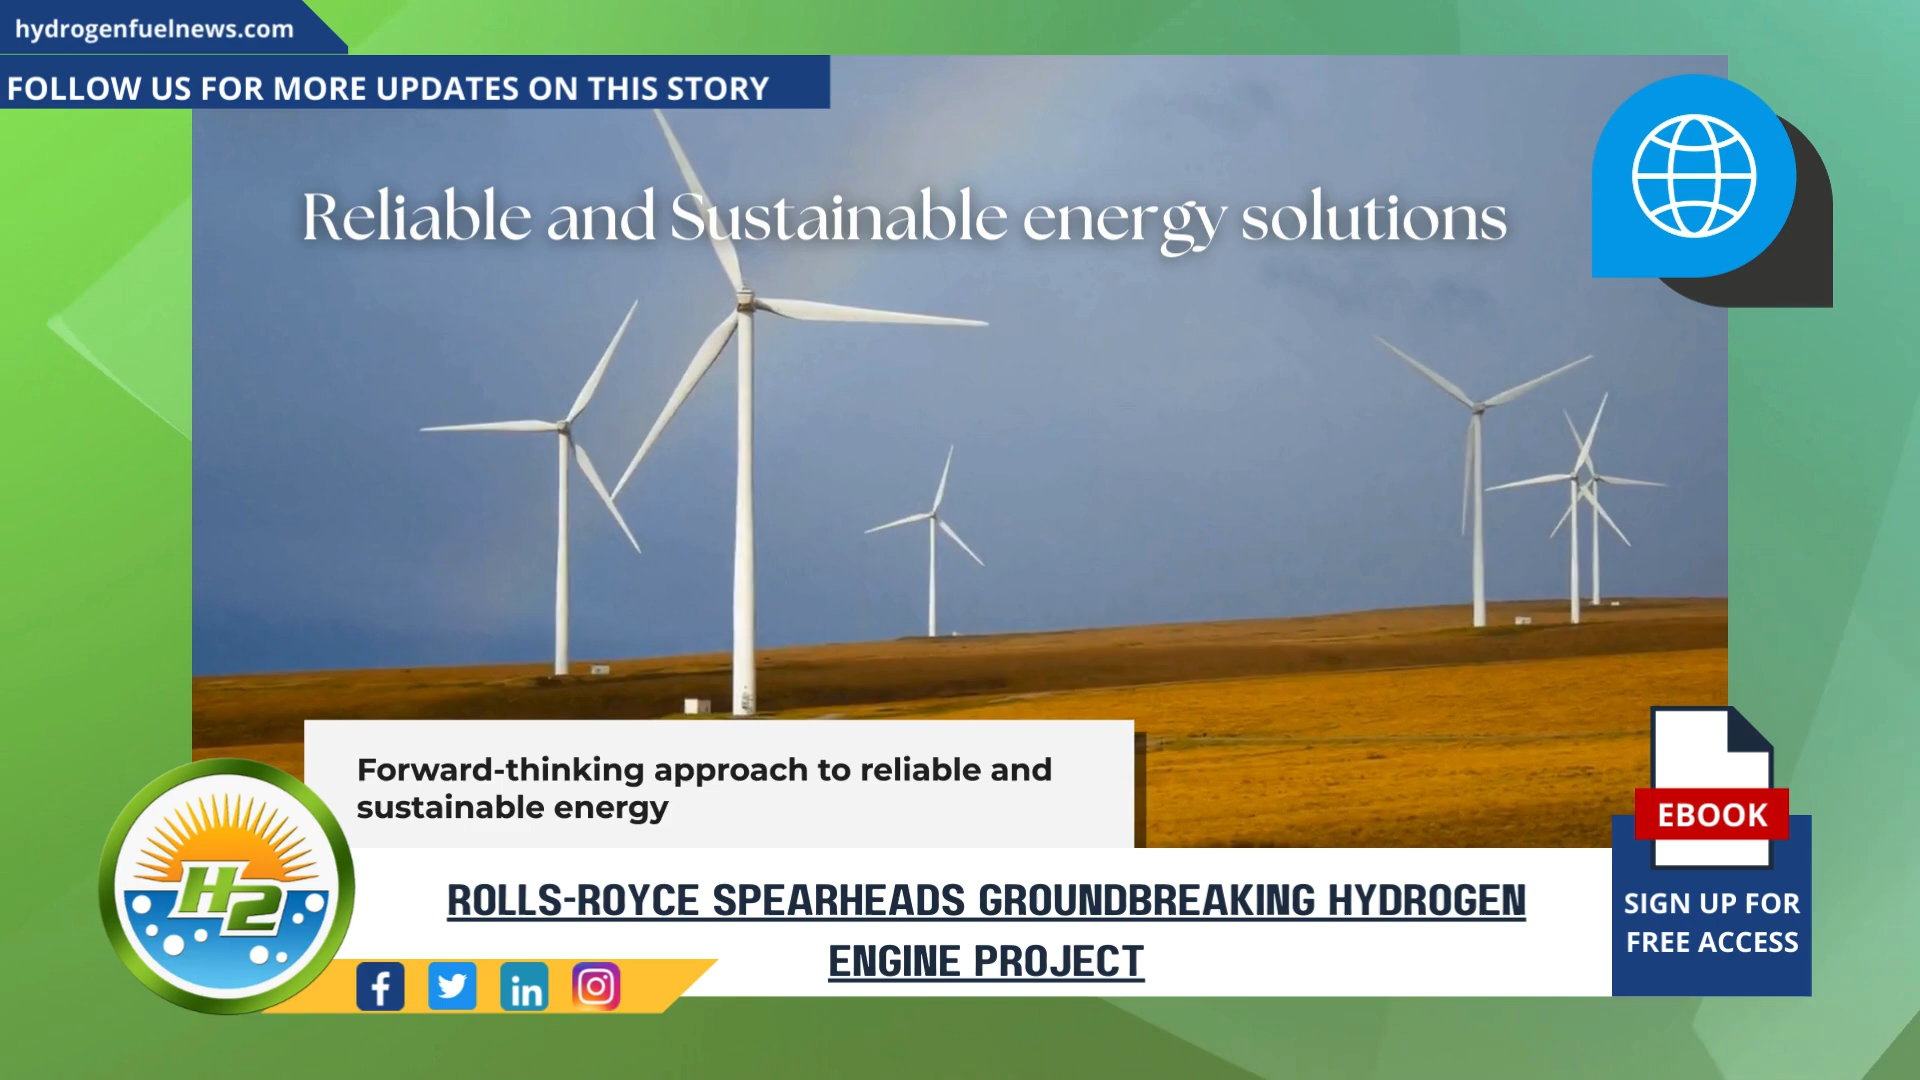 hydrogenfuelnews.com
FOLLOW US FOR MORE UPDATES ON THIS STORY
Reliable and Sustainable energy solutions
Forward-thinking approach to reliable and
sustainable energy
EBOOK
SIGN UP FOR
FREE ACCESS
H2
ROLLS-ROYCE SPEARHEADS GROUNDBREAKING HYDROGEN
ENGINE PROJECT
f
in